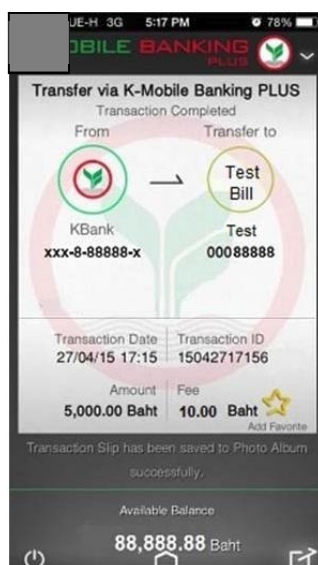 UE-H 3G 5:17 PM 78%
OBILE BANKING
PLUS
Transfer via K-Mobile Banking PLUS
Transaction Completed
From Transfer to
Test
Bill
KBank Test
xxx-8-88888-x 00088888
Transaction Date Transaction ID
27/04/15 17:15 15042717156
Amount Fee
5,000.00 Baht 10.00 Baht
Add Favorite
Transaction Slip has been saved to Photo Album
successfully.
Available Balance
88,888.88 Baht